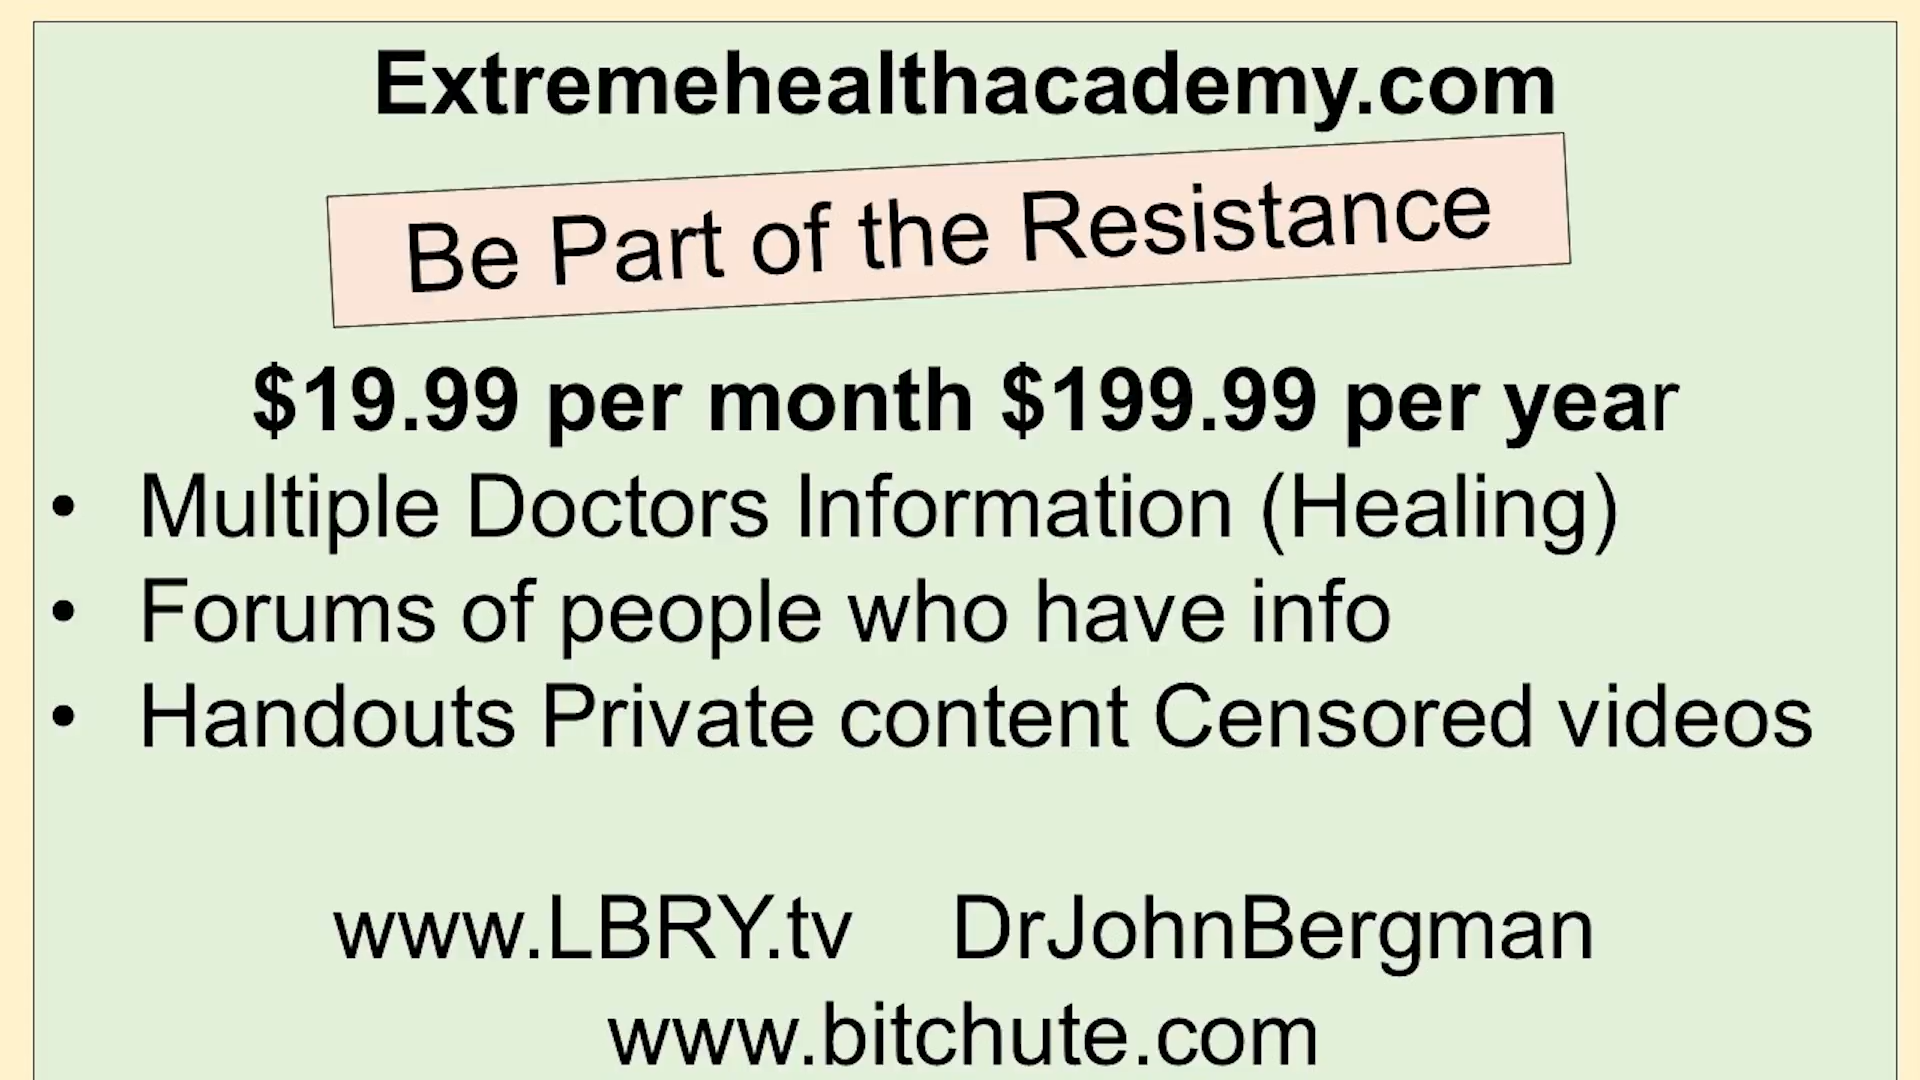 Extremehealthacademy.com
Be Part of the Resistance
$19.99 per month $199.99 per year
• Multiple Doctors Information (Healing)
• Forums of people who have info
• Handouts Private content Censored videos
www.LBRY.tv DrJohnBergman
www.bitchute.com